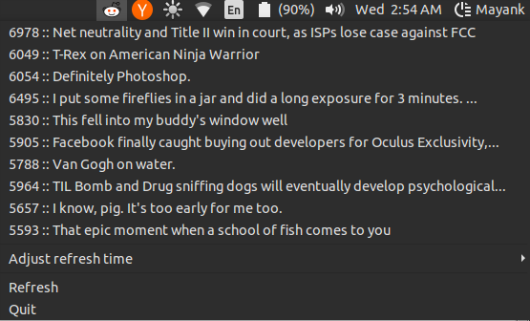 Y En (90%) Wed 2:54 AM Mayank
6978 :: Net neutrality and Title II win in court, as ISPs lose case against FCC
6049 :: T-Rex on American Ninja Warrior
6054 :: Definitely Photoshop.
6495 :: I put some fireflies in a jar and did a long exposure for 3 minutes. ...
5830 :: This fell into my buddy's window well
5905 :: Facebook finally caught buying out developers for Oculus Exclusivity,...
5788 :: Van Gogh on water.
5964 :: TIL Bomb and Drug sniffing dogs will eventually develop psychological...
5657 :: I know, pig. It's too early for me too.
5593 :: That epic moment when a school of fish comes to you
Adjust refresh time
Refresh
Quit